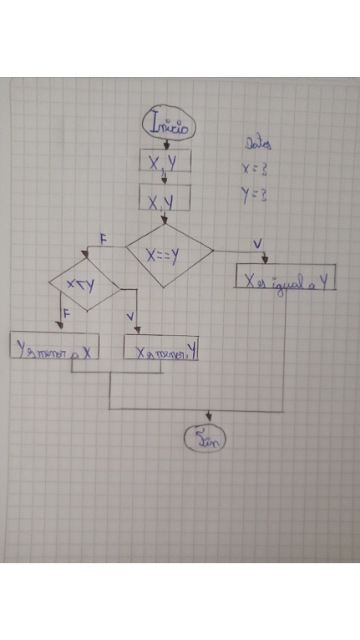 Inicio
Datos
X, Y
X=?
X, Y
Y=?
F
X==Y
V
X<Y
X es igual a Y
F
V
Y es menor a X
X es menor Y
Fin